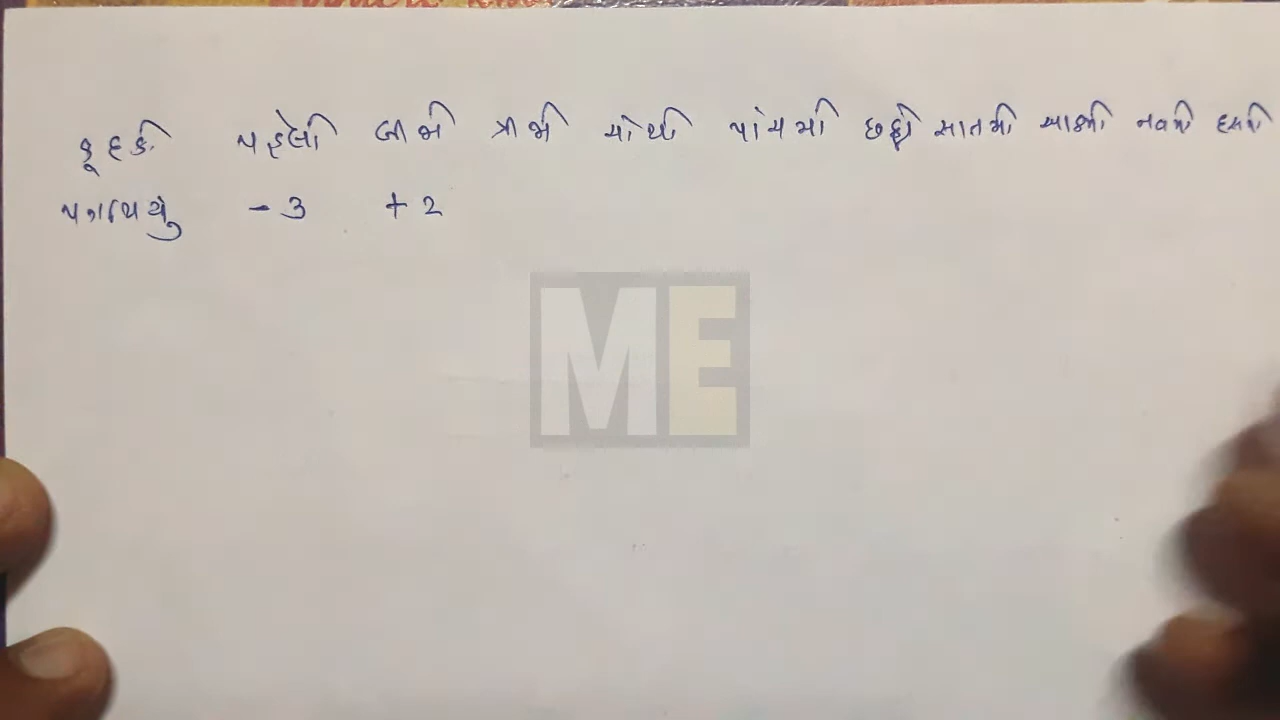 કૂદકો પહેલી બીજી ત્રીજી ચોથી પાંચમી છઠ્ઠી સાતમી આઠમી નવમી દસમી
પગથિયું -3 +2
ME